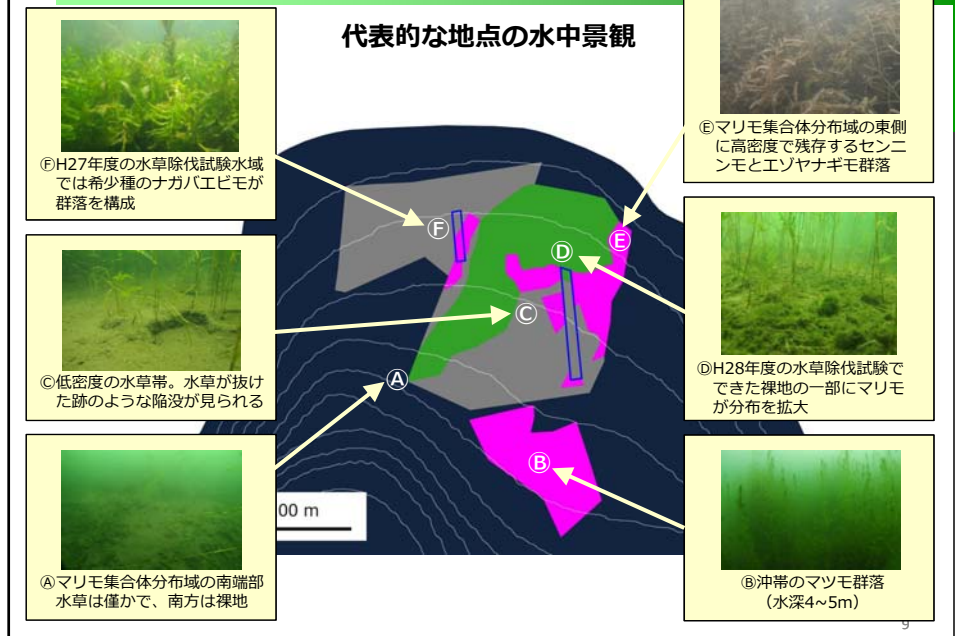 代表的な地点の水中景観
ⒻH27年度の水草除伐試験水域
では希少種のナガバエビモが
群落を構成
Ⓒ低密度の水草帯。水草が抜け
た跡のような陥没が見られる
Ⓐマリモ集合体分布域の南端部
水草は僅かで、南方は裸地
Ⓔマリモ集合体分布域の東側
に高密度で残存するセンニ
ンモとエゾヤナギモ群落
ⒹH28年度の水草除伐試験で
できた裸地の一部にマリモ
が分布を拡大
Ⓑ沖帯のマツモ群落
（水深4~5m）
Ⓕ
Ⓔ
Ⓓ
Ⓒ
Ⓐ
Ⓑ
00 m
9